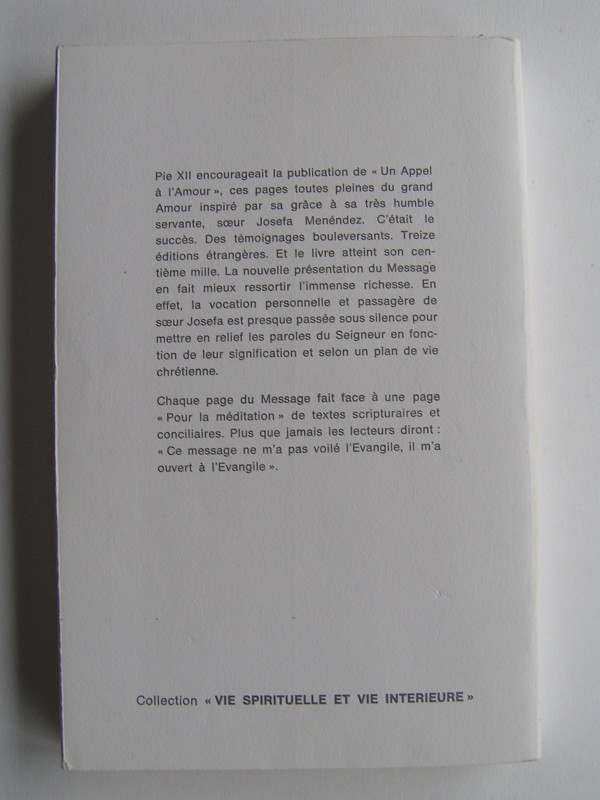 Pie XII encourageait la publication de « Un Appel
à l'Amour », ces pages toutes pleines du grand
Amour inspiré par sa grâce à sa très humble
servante, sœur Josefa Menéndez. C'était le
succès. Des témoignages bouleversants. Treize
éditions étrangères. Et le livre atteint son cen-
tième mille. La nouvelle présentation du Message
en fait mieux ressortir l'immense richesse. En
effet, la vocation personnelle et passagère de
sœur Josefa est presque passée sous silence pour
mettre en relief les paroles du Seigneur en fonc-
tion de leur signification et selon un plan de vie
chrétienne.
Chaque page du Message fait face à une page
« Pour la méditation » de textes scripturaires et
conciliaires. Plus que jamais les lecteurs diront :
« Ce message ne m'a pas voilé l'Evangile, il m'a
ouvert à l'Evangile ».
Collection « VIE SPIRITUELLE ET VIE INTERIEURE »